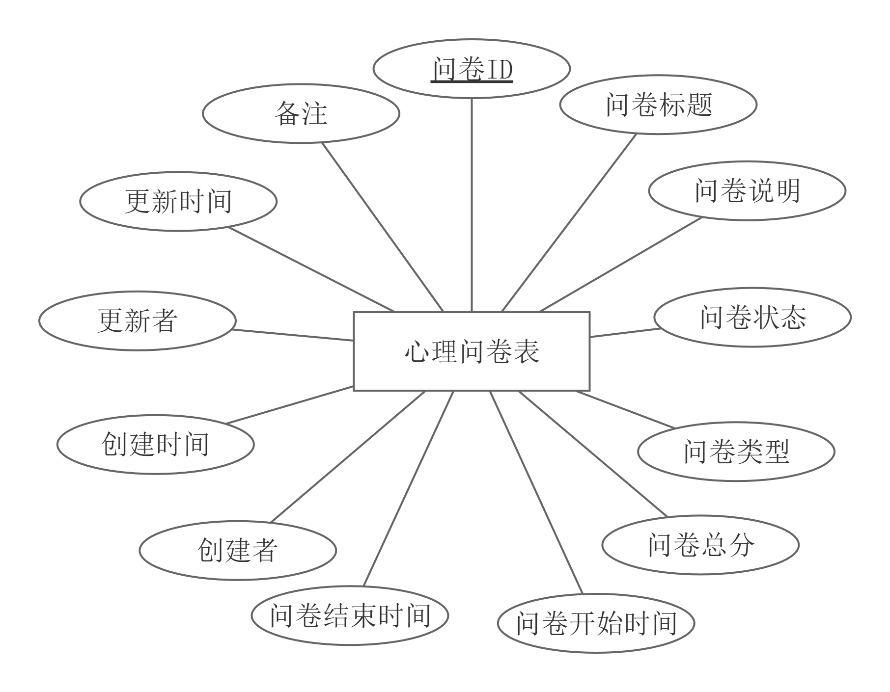 问卷ID
备注
问卷标题
更新时间
问卷说明
更新者
问卷状态
心理问卷表
创建时间
问卷类型
创建者
问卷总分
问卷结束时间
问卷开始时间